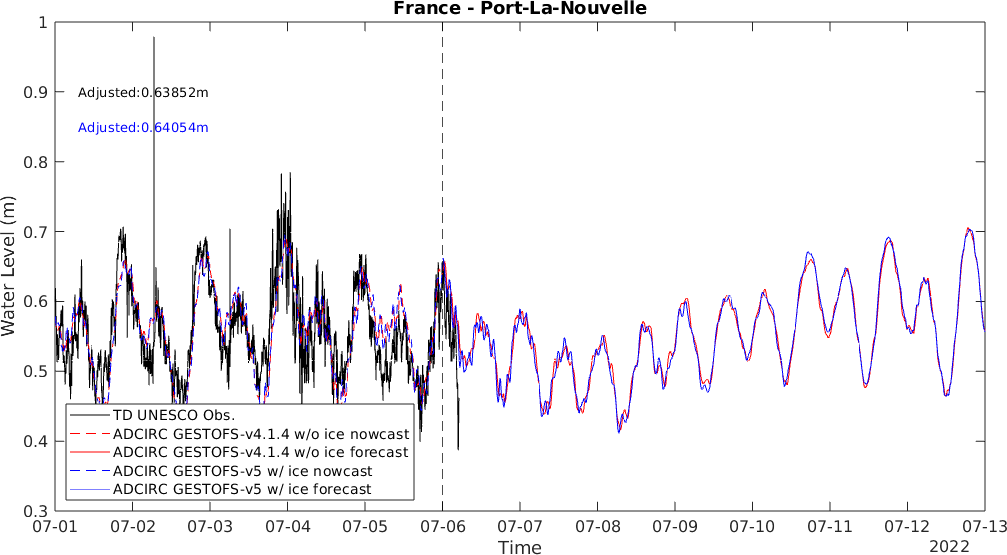 France - Port-La-Nouvelle
1
0.9
0.8
0.7
0.6
0.5
0.4
0.3
Water Level (m)
Adjusted:0.63852m
Adjusted:0.64054m
TD UNESCO Obs.
ADCIRC GESTOFS-v4.1.4 w/o ice nowcast
ADCIRC GESTOFS-v4.1.4 w/o ice forecast
ADCIRC GESTOFS-v5 w/ ice nowcast
ADCIRC GESTOFS-v5 w/ ice forecast
07-01 07-02 07-03 07-04 07-05 07-06 07-07 07-08 07-09 07-10 07-11 07-12 07-13
Time
2022